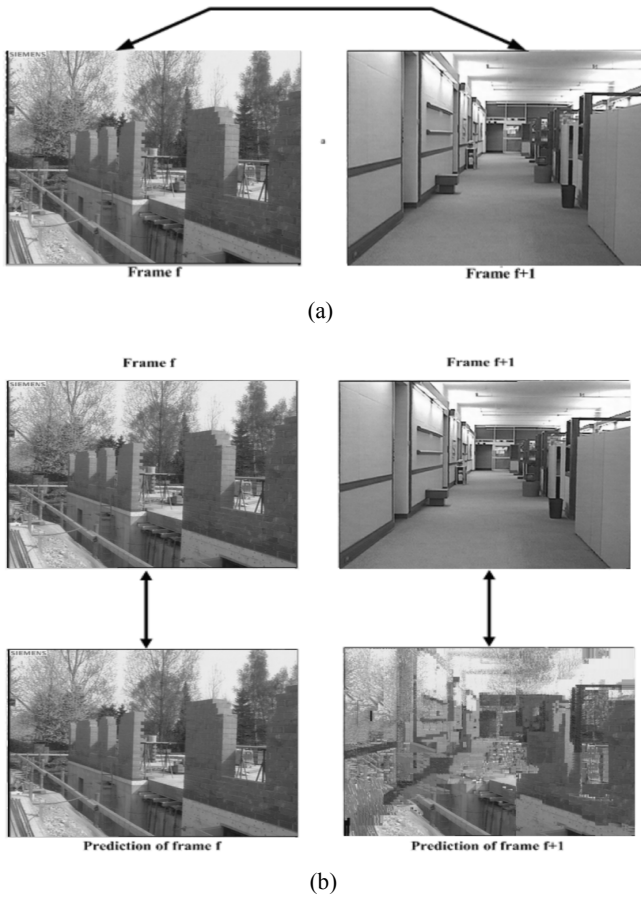 SIEMENS
Frame f
Frame f+1
(a)
Frame f
Frame f+1
SIEMENS
SIEMENS
Prediction of frame f
Prediction of frame f+1
(b)